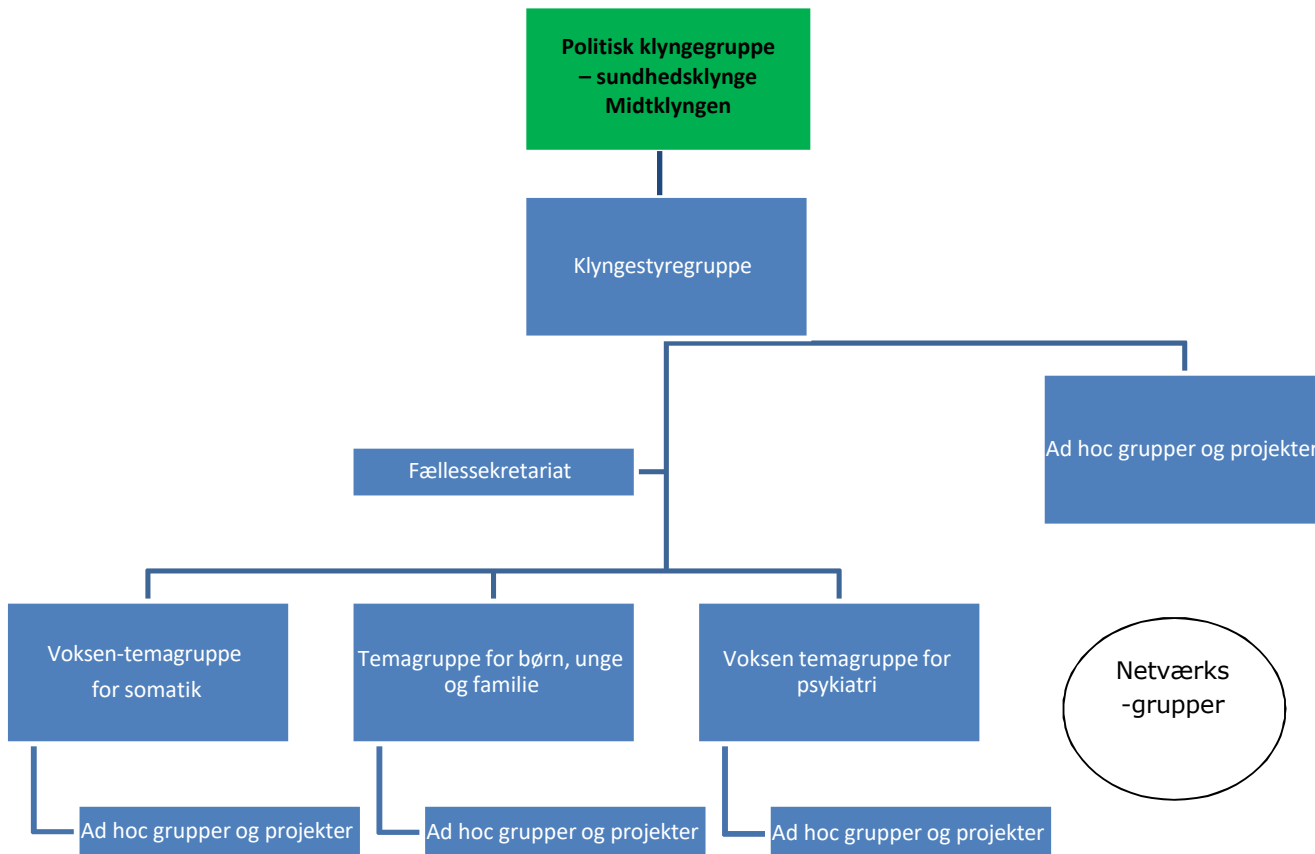 Politisk klyngegruppe
– sundhedsklynge
Midtklyngen
Klyngestyregruppe
Ad hoc grupper og projekter
Fællessekretariat
Voksen-temagruppe
for somatik
Temagruppe for børn, unge
og familie
Voksen temagruppe for
psykiatri
Netværks
-grupper
Ad hoc grupper og projekter
Ad hoc grupper og projekter
Ad hoc grupper og projekter